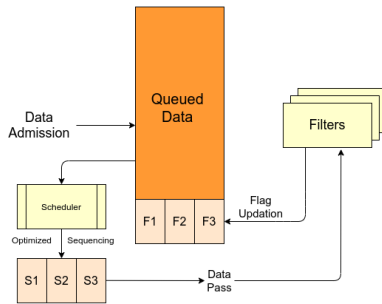 Queued
Data
Data
Admission
Filters
Scheduler
F1 F2 F3
Flag
Updation
Optimized Sequencing
S1 S2 S3
Data
Pass